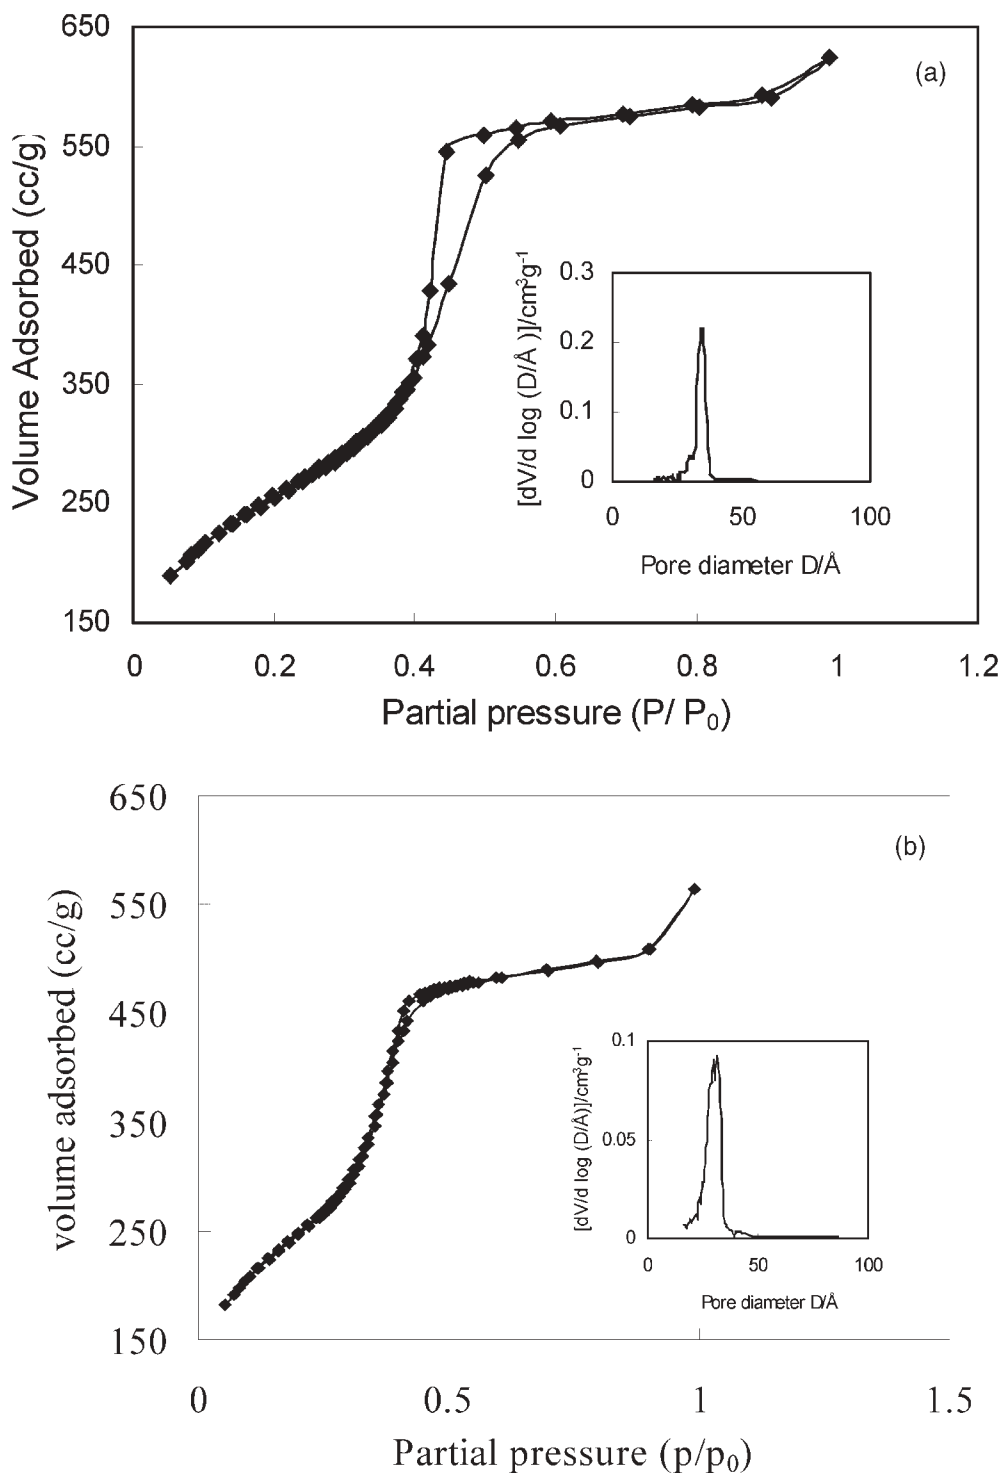 650
(a)
550
450
350
250
150
Volume Adsorbed (cc/g)
0 0.2 0.4 0.6 0.8 1 1.2
Partial pressure (P/ P0)
0.3
0.2
0.1
0
[dV/d log (D/Å )]/cm³g⁻¹
0 50 100
Pore diameter D/Å
650
(b)
550
450
350
250
150
volume adsorbed (cc/g)
0 0.5 1 1.5
Partial pressure (p/p0)
0.1
0.05
0
[dV/d log (D/Å)]/cm³g⁻¹
0 50 100
Pore diameter D/Å